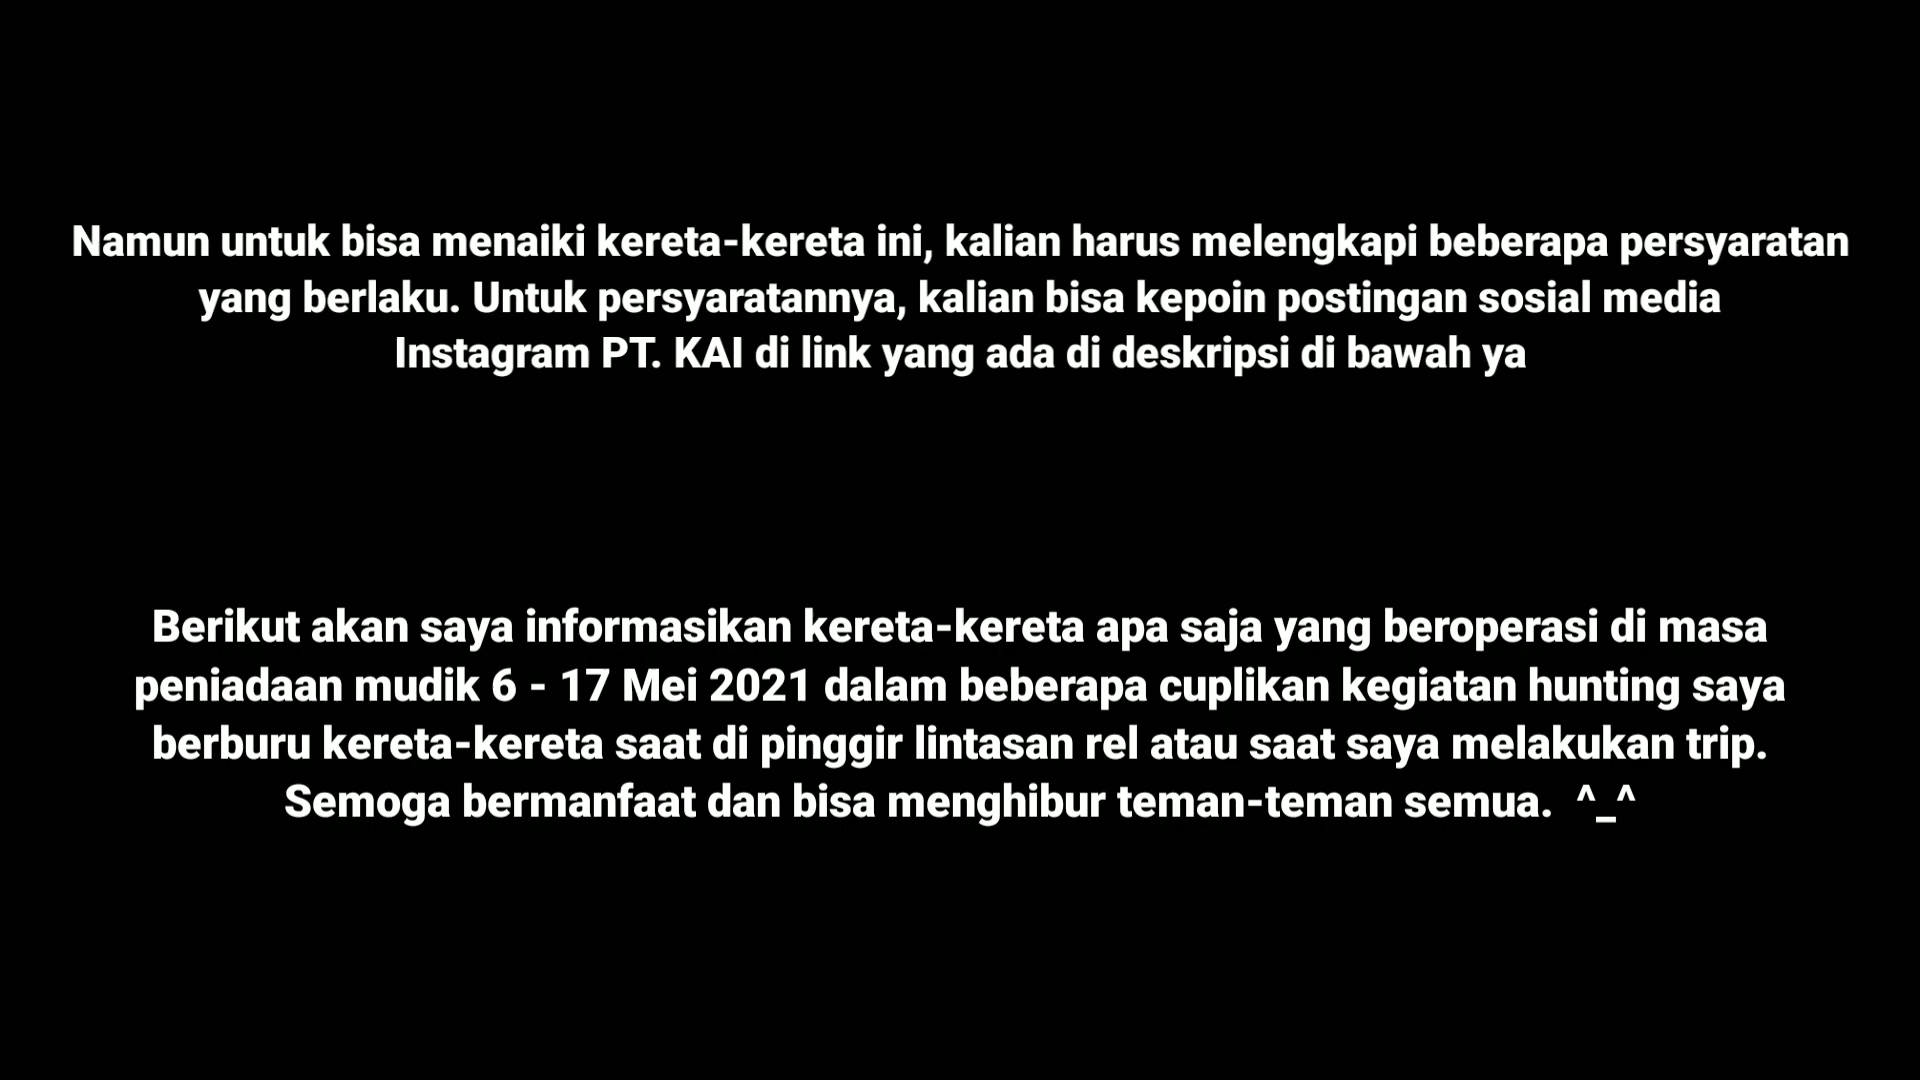 Namun untuk bisa menaiki kereta-kereta ini, kalian harus melengkapi beberapa persyaratan
yang berlaku. Untuk persyaratannya, kalian bisa kepoin postingan sosial media
Instagram PT. KAI di link yang ada di deskripsi di bawah ya
Berikut akan saya informasikan kereta-kereta apa saja yang beroperasi di masa
peniadaan mudik 6 - 17 Mei 2021 dalam beberapa cuplikan kegiatan hunting saya
berburu kereta-kereta saat di pinggir lintasan rel atau saat saya melakukan trip.
Semoga bermanfaat dan bisa menghibur teman-teman semua.  ^_^